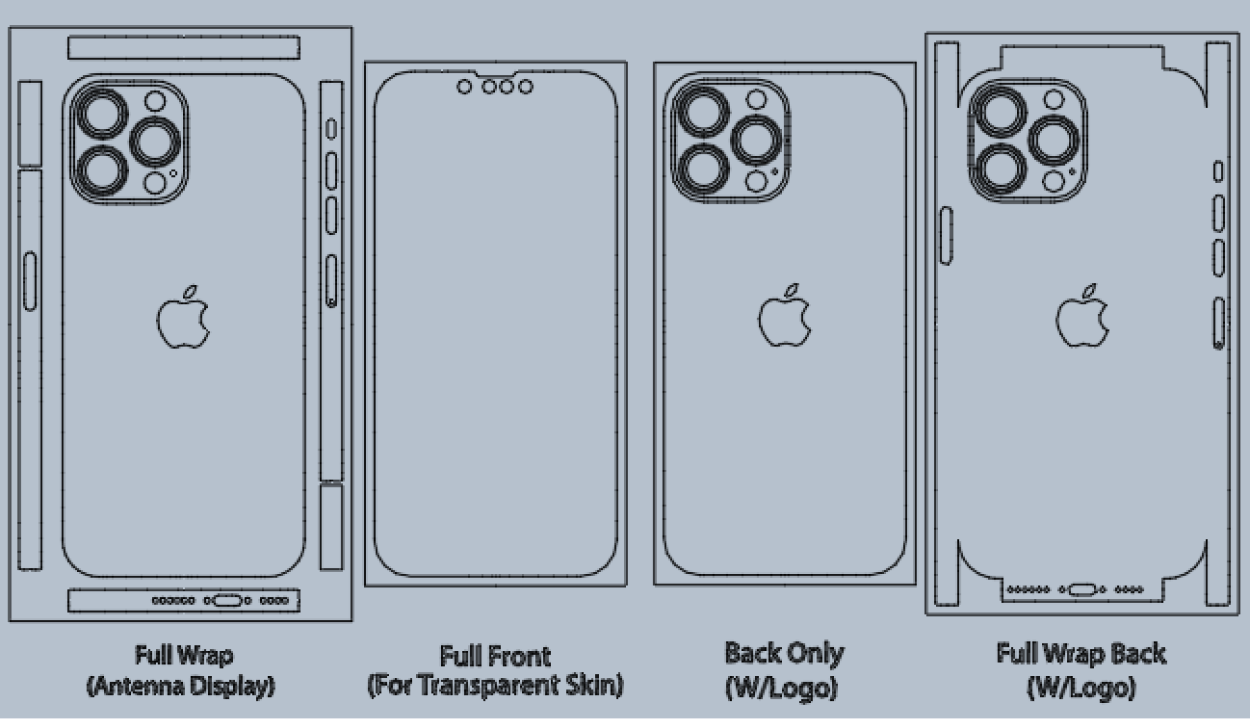 Full Wrap
(Antenna Display)
Full Front
(For Transparent Skin)
Back Only
(W/Logo)
Full Wrap Back
(W/Logo)